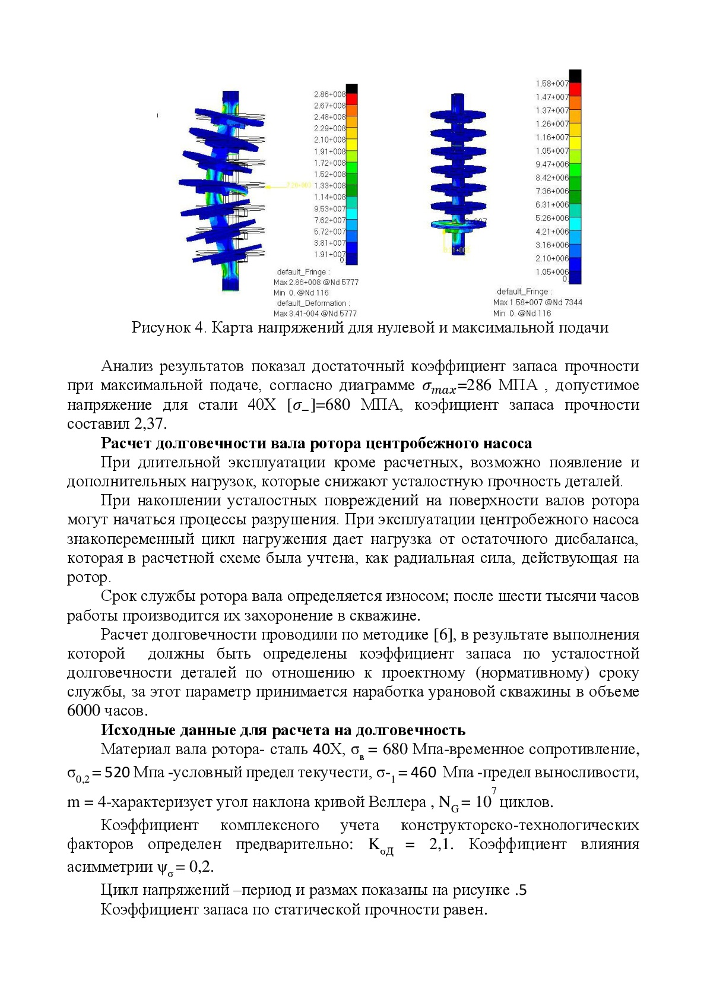 2.86+008
2.67+008
2.48+008
2.29+008
2.10+008
1.91+008
1.72+008
1.52+008
1.33+008
1.14+008
9.53+007
7.62+007
5.72+007
3.81+007
1.91+007
0.
default_Fringe :
Max 2.86+008 @Nd 5777
Min 0. @Nd 116
default_Deformation :
Max 3.41-004 @Nd 5777
1.58+007
1.47+007
1.37+007
1.26+007
1.16+007
1.05+007
9.47+006
8.42+006
7.36+006
6.31+006
5.26+006
4.21+006
3.16+006
2.10+006
1.05+006
0.
default_Fringe :
Max 1.58+007 @Nd 7344
Min 0. @Nd 116
Рисунок 4. Карта напряжений для нулевой и максимальной подачи
Анализ результатов показал достаточный коэффициент запаса прочности
при максимальной подаче, согласно диаграмме σmax=286 МПА , допустимое
напряжение для стали 40Х [σ–]=680 МПА, коэфициент запаса прочности
составил 2,37.
Расчет долговечности вала ротора центробежного насоса
При длительной эксплуатации кроме расчетных, возможно появление и
дополнительных нагрузок, которые снижают усталостную прочность деталей.
При накоплении усталостных повреждений на поверхности валов ротора
могут начаться процессы разрушения. При эксплуатации центробежного насоса
знакопеременный цикл нагружения дает нагрузка от остаточного дисбаланса,
которая в расчетной схеме была учтена, как радиальная сила, действующая на
ротор.
Срок службы ротора вала определяется износом; после шести тысячи часов
работы производится их захоронение в скважине.
Расчет долговечности проводили по методике [6], в результате выполнения
которой должны быть определены коэффициент запаса по усталостной
долговечности деталей по отношению к проектному (нормативному) сроку
службы, за этот параметр принимается наработка урановой скважины в объеме
6000 часов.
Исходные данные для расчета на долговечность
Материал вала ротора- сталь 40Х, σв = 680 Мпа-временное сопротивление,
σ0,2 = 520 Мпа -условный предел текучести, σ-1 = 460 Мпа -предел выносливости,
m = 4-характеризует угол наклона кривой Веллера , NG = 10^7 циклов.
Коэффициент комплексного учета конструкторско-технологических
факторов определен предварительно: KσД = 2,1. Коэффициент влияния
асимметрии ψσ = 0,2.
Цикл напряжений –период и размах показаны на рисунке .5
Коэффициент запаса по статической прочности равен.